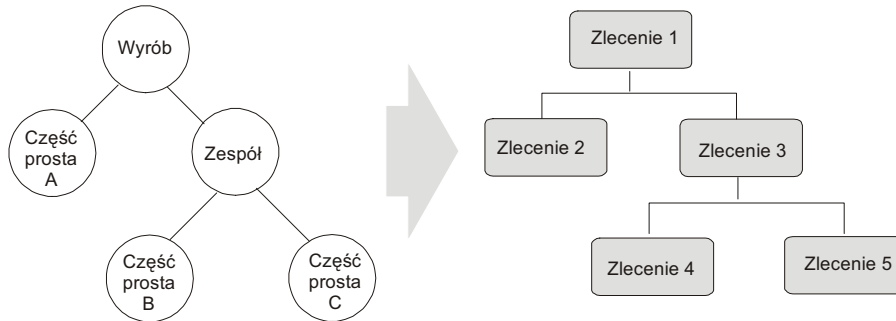 Wyrób
Część
prosta
A
Zespół
Część
prosta
B
Część
prosta
C
Zlecenie 1
Zlecenie 2
Zlecenie 3
Zlecenie 4
Zlecenie 5